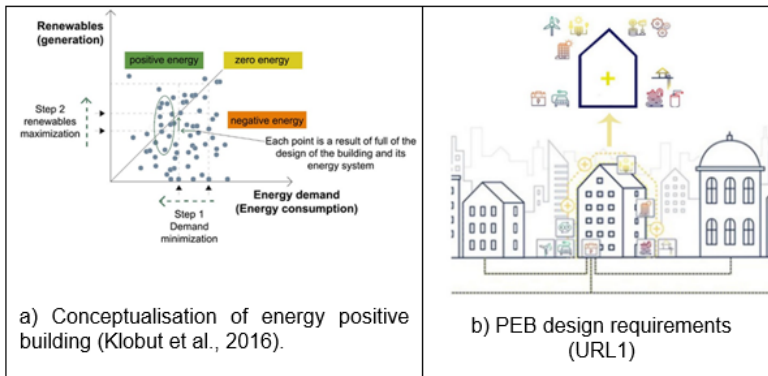 Renewables
(generation)
positive energy
zero energy
Step 2
renewables
maximization
negative energy
Each point is a result of full of the
design of the building and its
energy system
Energy demand
(Energy consumption)
Step 1
Demand
minimization
a) Conceptualisation of energy positive
building (Klobut et al., 2016).
b) PEB design requirements
(URL1)